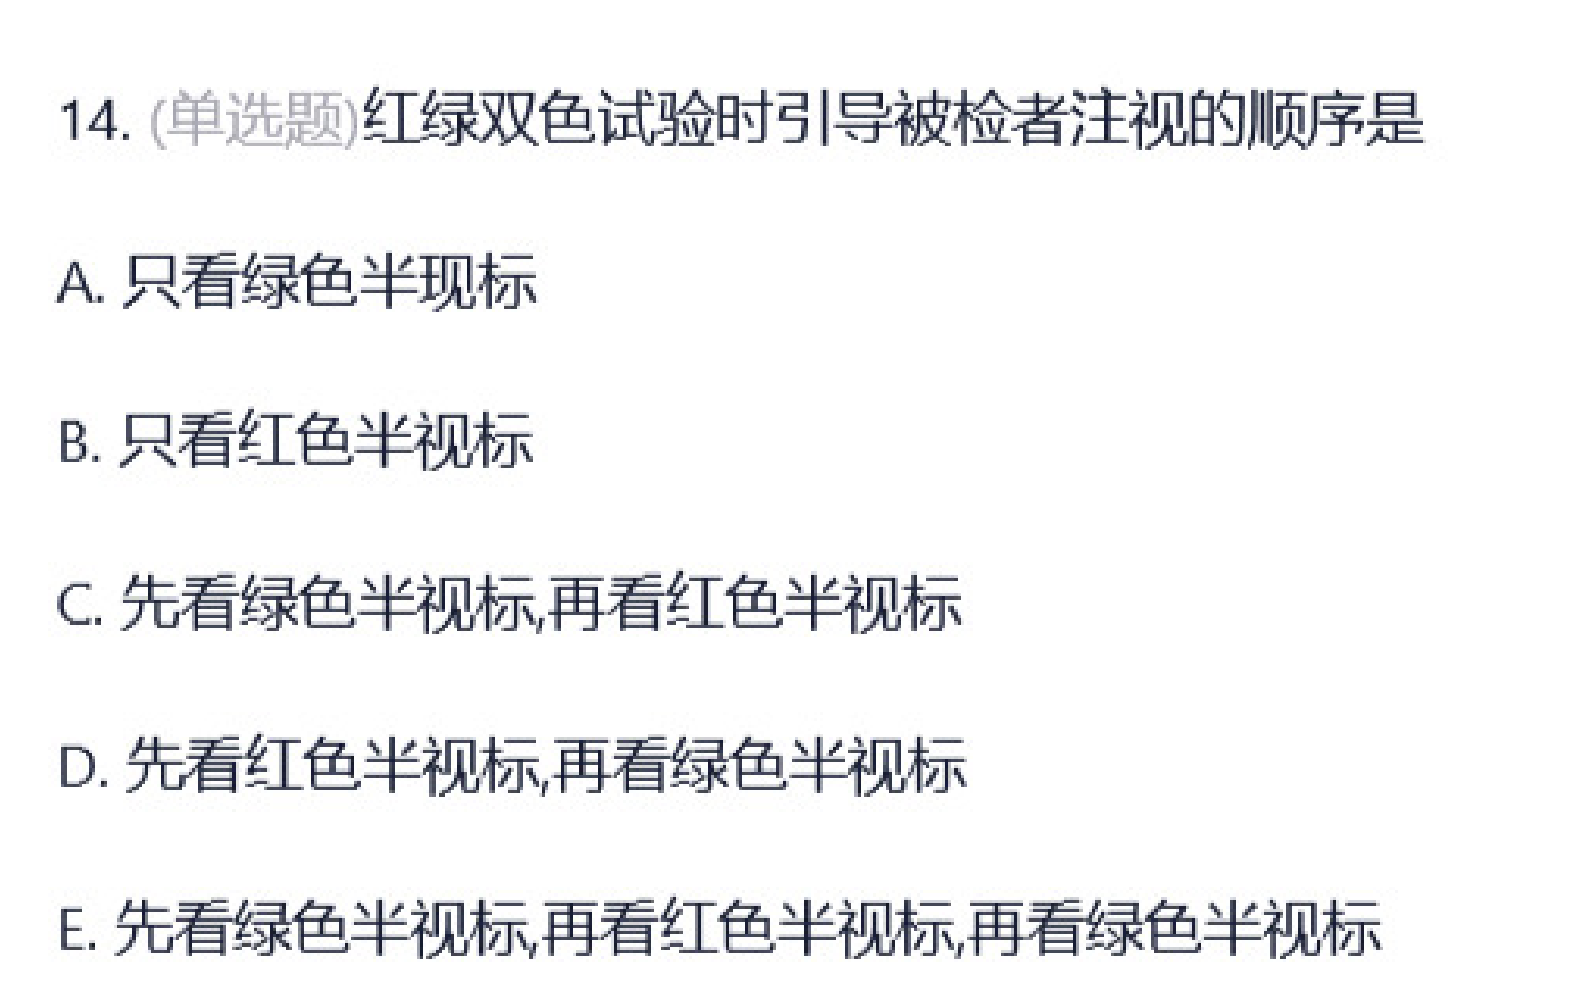 14. (单选题)红绿双色试验时引导被检者注视的顺序是
A. 只看绿色半现标
B. 只看红色半视标
C. 先看绿色半视标,再看红色半视标
D. 先看红色半视标,再看绿色半视标
E. 先看绿色半视标,再看红色半视标,再看绿色半视标